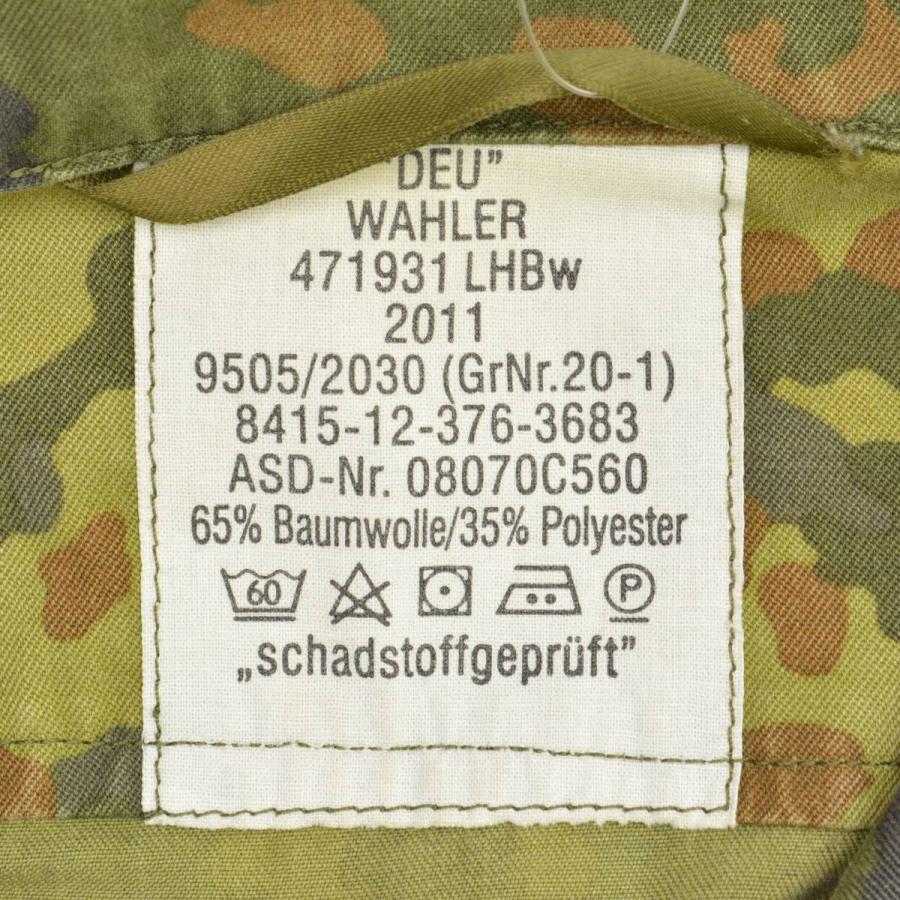 "DEU"
WAHLER
471931 LHBw
2011
9505/2030 (GrNr.20-1)
8415-12-376-3683
ASD-Nr. 08070C560
65% Baumwolle/35% Polyester
60 P
„schadstoffgeprüft”